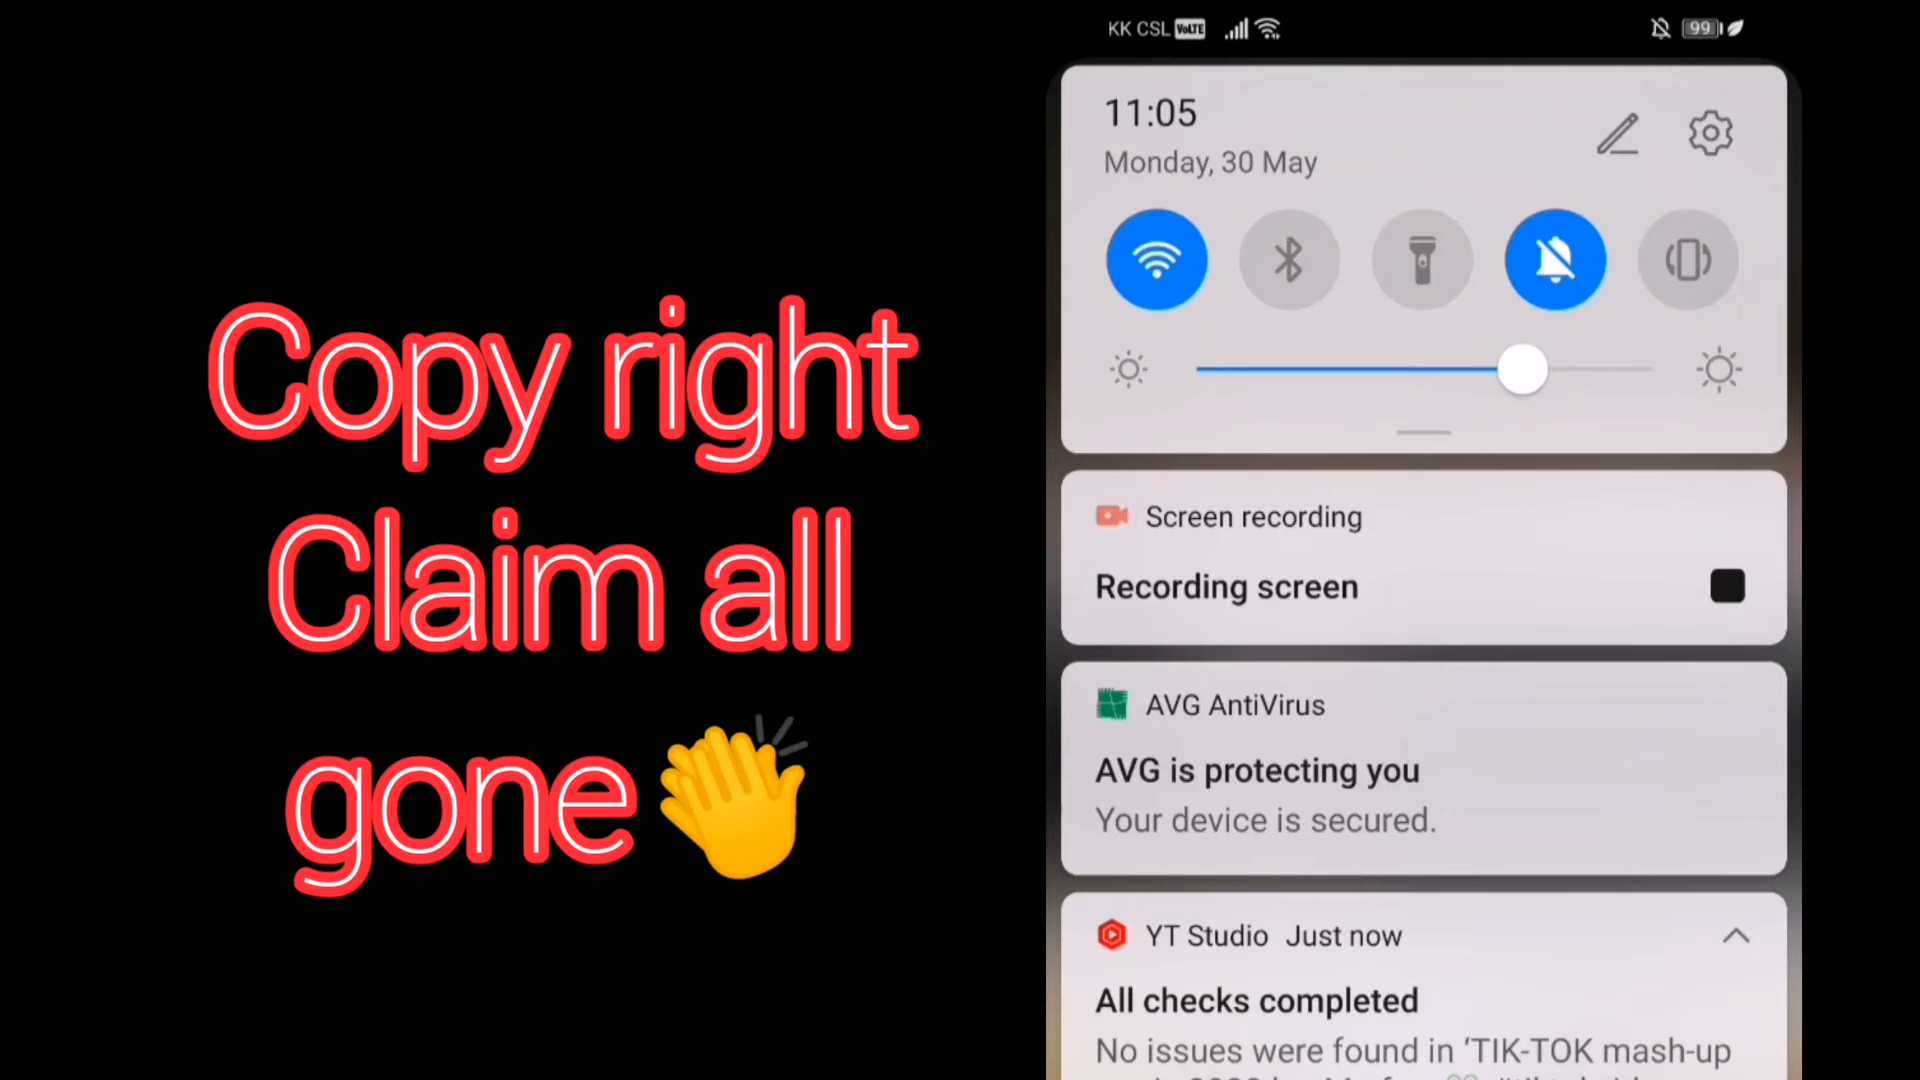 Copy right
Claim all
gone
KK CSL VoLTE 99
11:05
Monday, 30 May
Screen recording
Recording screen
AVG AntiVirus
AVG is protecting you
Your device is secured.
YT Studio Just now
All checks completed
No issues were found in ‘TIK-TOK mash-up